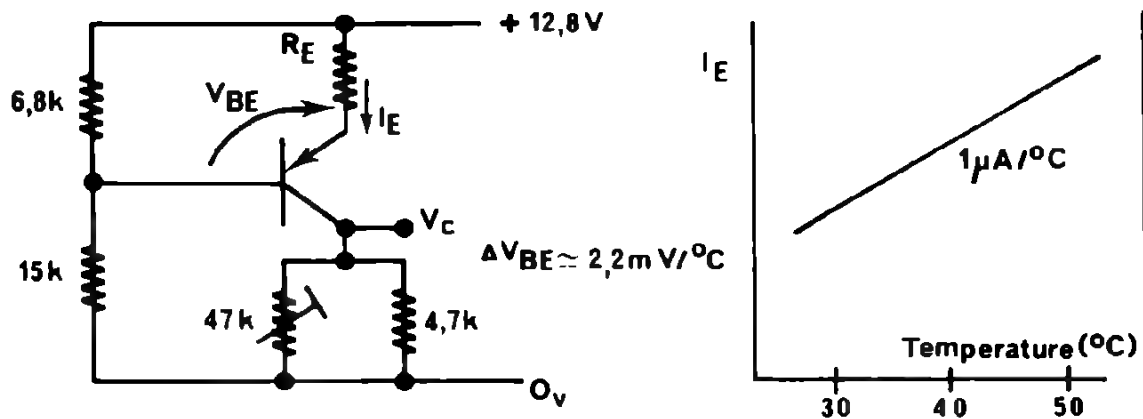 + 12,8 V
R_E
6,8k
V_BE
I_E
V_C
15k
ΔV_BE ≃ 2,2m V/°C
47k
4,7k
O_V
I_E
1µA/°C
Temperature (°C)
30
40
50